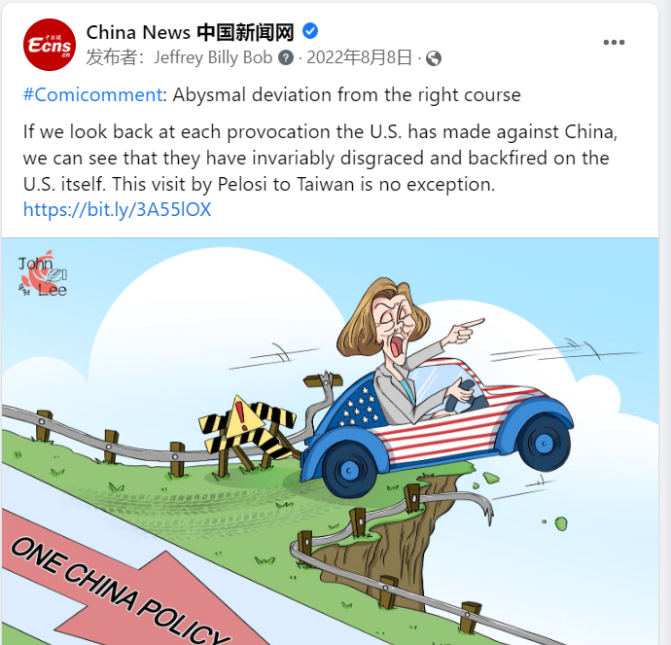 China News 中国新闻网
Ecns
.cn
发布者：Jeffrey Billy Bob · 2022年8月8日 ·
#Comicomment: Abysmal deviation from the right course
If we look back at each provocation the U.S. has made against China,
we can see that they have invariably disgraced and backfired on the
U.S. itself. This visit by Pelosi to Taiwan is no exception.
https://bit.ly/3A55lOX
John
Lee
ONE CHINA POLICY